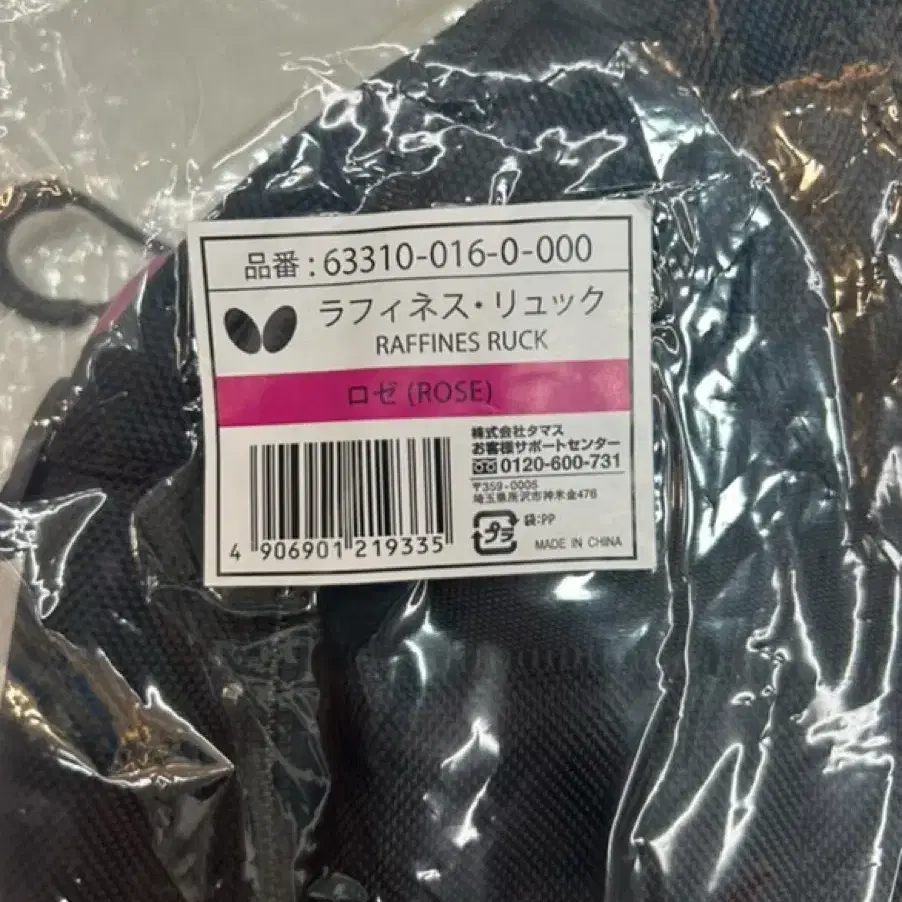 品番 : 63310-016-0-000
ラフィネス・リュック
RAFFINES RUCK
ロゼ (ROSE)
株式会社タマス
お客様サポートセンター
0120-600-731
〒359-0005
埼玉県所沢市神米金476
プラ 袋:PP
MADE IN CHINA
4 906901 219335